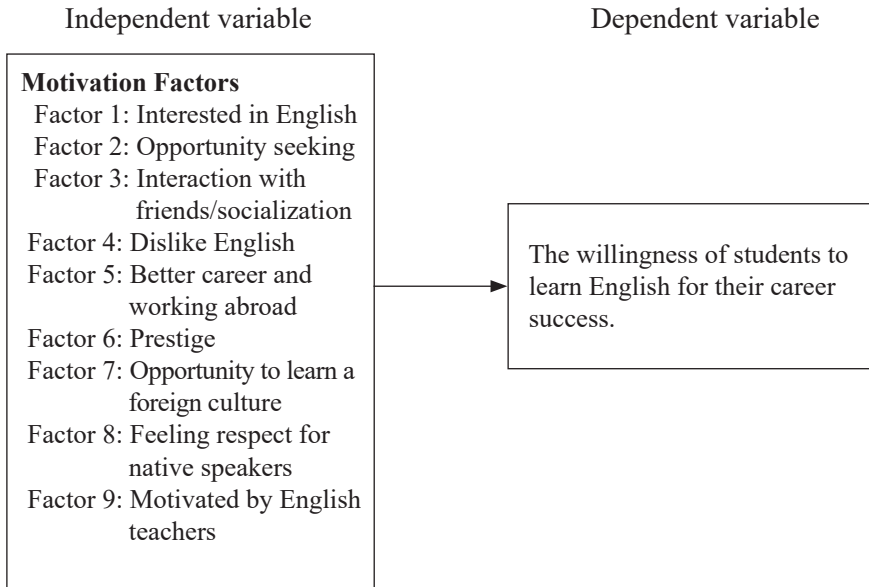 Independent variable
Dependent variable
Motivation Factors
Factor 1: Interested in English
Factor 2: Opportunity seeking
Factor 3: Interaction with
friends/socialization
Factor 4: Dislike English
Factor 5: Better career and
working abroad
Factor 6: Prestige
Factor 7: Opportunity to learn a
foreign culture
Factor 8: Feeling respect for
native speakers
Factor 9: Motivated by English
teachers
The willingness of students to
learn English for their career
success.